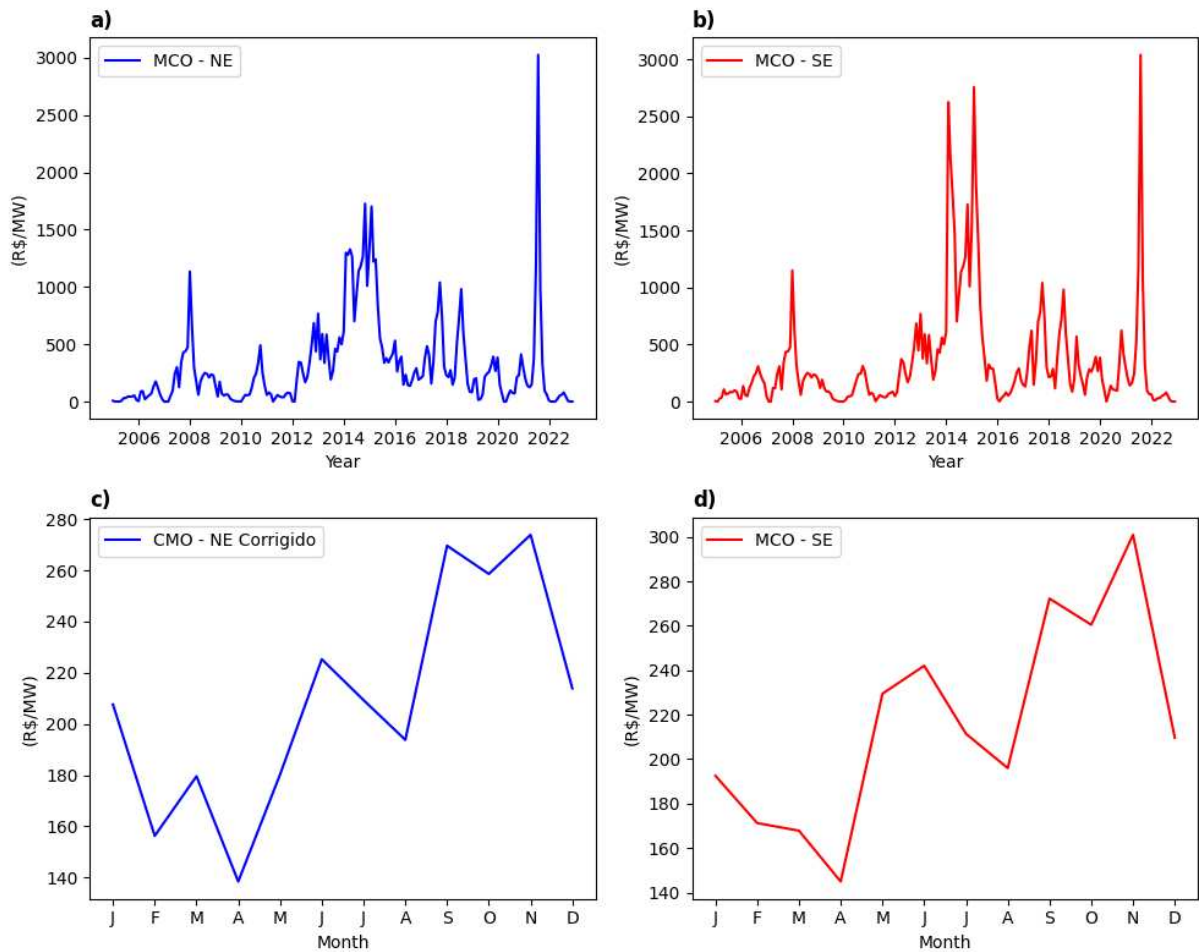 a)
MCO - NE
(R$/MW)
3000
2500
2000
1500
1000
500
0
2006 2008 2010 2012 2014 2016 2018 2020 2022
Year
b)
MCO - SE
(R$/MW)
3000
2500
2000
1500
1000
500
0
2006 2008 2010 2012 2014 2016 2018 2020 2022
Year
c)
CMO - NE Corrigido
(R$/MW)
280
260
240
220
200
180
160
140
J F M A M J J A S O N D
Month
d)
MCO - SE
(R$/MW)
300
280
260
240
220
200
180
160
140
J F M A M J J A S O N D
Month